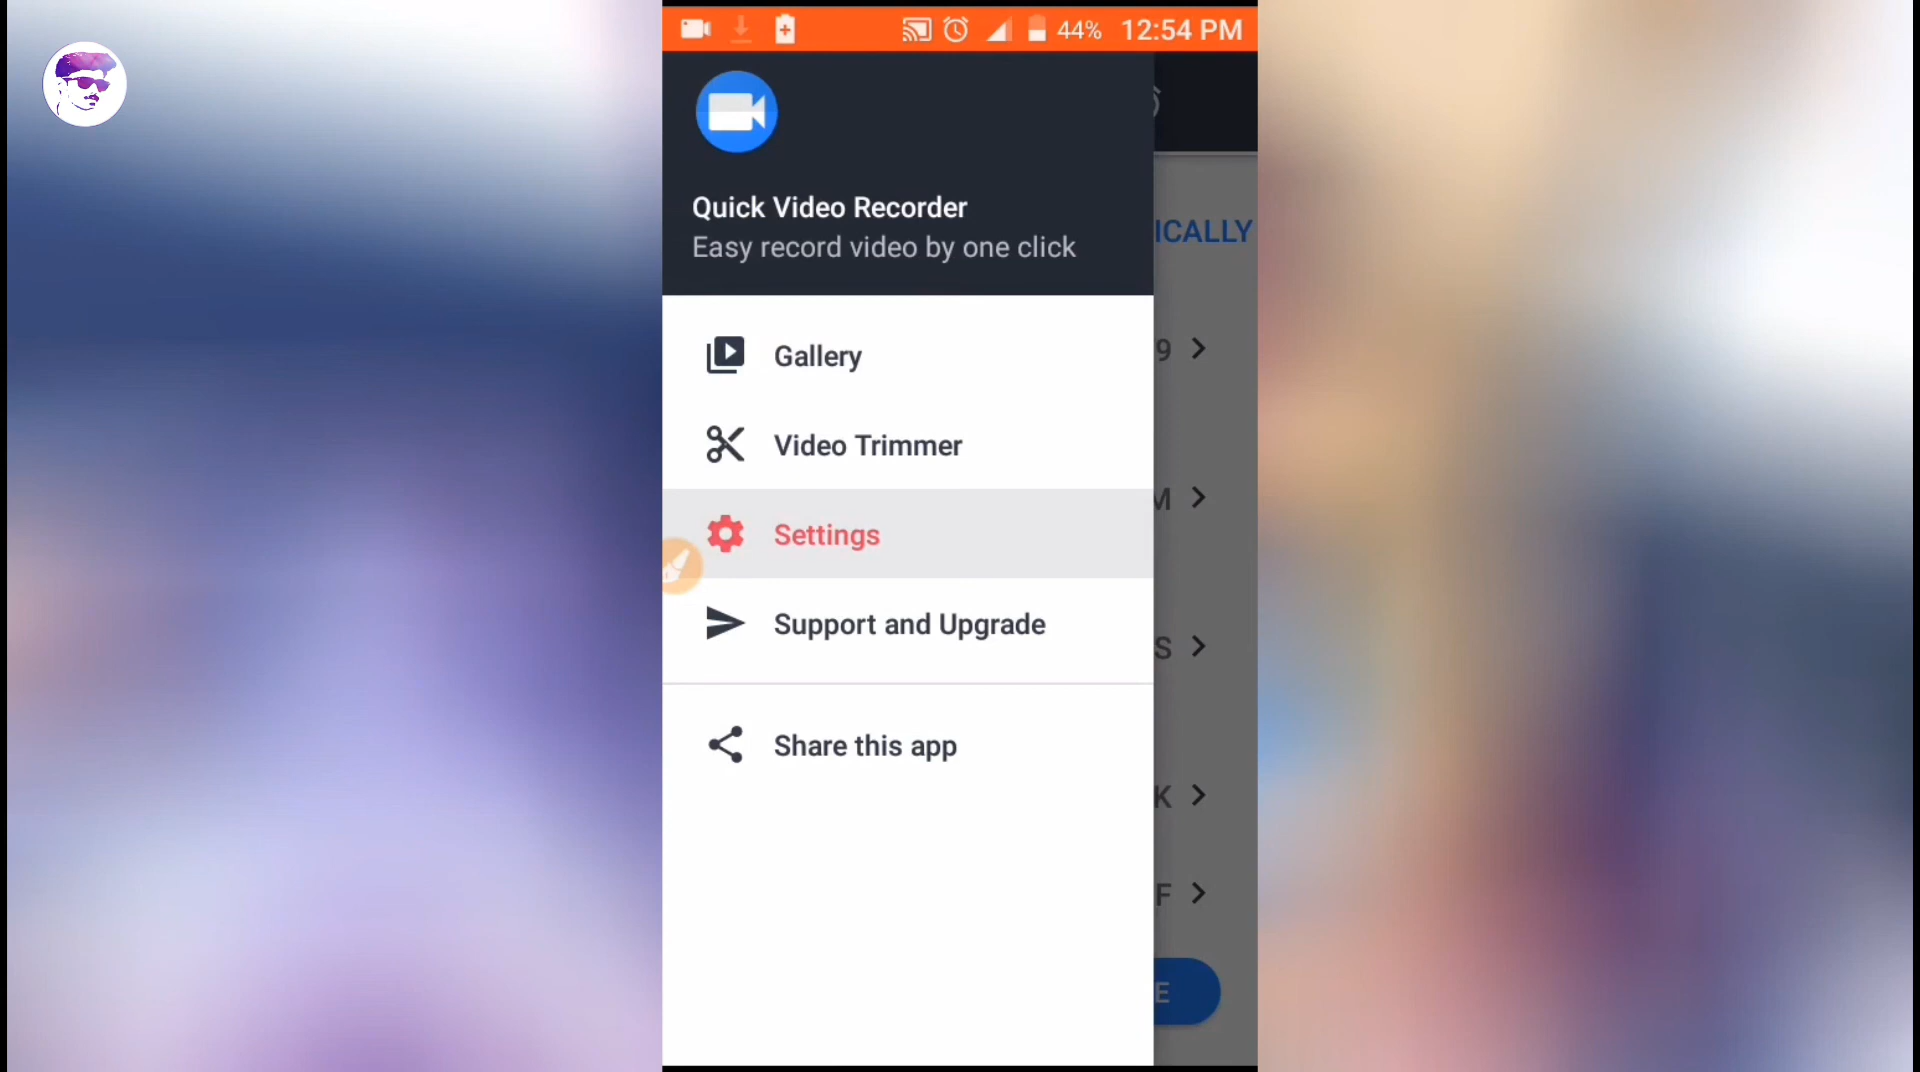 44% 12:54 PM
Quick Video Recorder
Easy record video by one click
ICALLY
Gallery
9
Video Trimmer
M
Settings
Support and Upgrade
S
Share this app
K
F
E